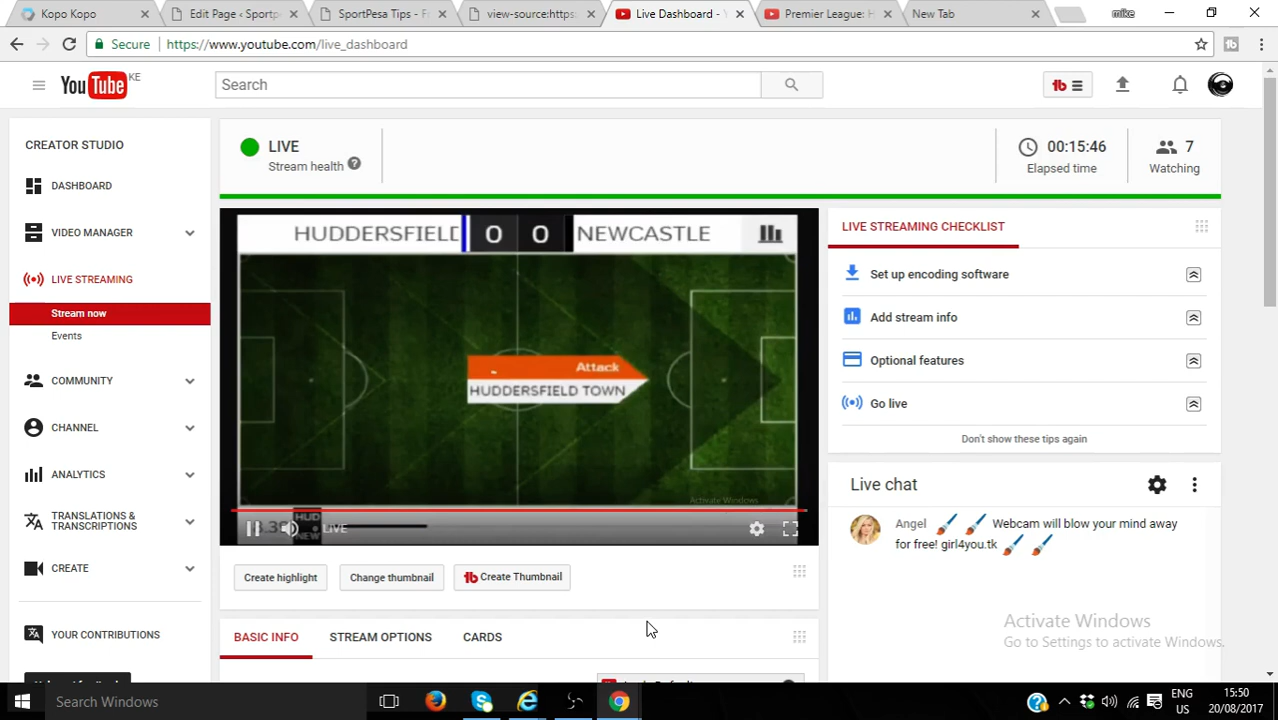 Kopo Kopo
Edit Page ‹ Sportp
SportPesa Tips - F
view-source:https:
Live Dashboard - Y
Premier League: H
New Tab
mike
Secure
https://www.youtube.com/live_dashboard
YouTube KE
Search
CREATOR STUDIO
DASHBOARD
VIDEO MANAGER
LIVE STREAMING
Stream now
Events
COMMUNITY
CHANNEL
ANALYTICS
TRANSLATIONS &
TRANSCRIPTIONS
CREATE
YOUR CONTRIBUTIONS
LIVE
Stream health
00:15:46
Elapsed time
7
Watching
HUDDERSFIELD 0 0 NEWCASTLE
Attack
HUDDERSFIELD TOWN
Activate Windows
HUD
NEW
LIVE
Create highlight
Change thumbnail
tb Create Thumbnail
BASIC INFO
STREAM OPTIONS
CARDS
LIVE STREAMING CHECKLIST
Set up encoding software
Add stream info
Optional features
Go live
Don't show these tips again
Live chat
Angel Webcam will blow your mind away
for free! girl4you.tk
Activate Windows
Go to Settings to activate Windows.
Search Windows
ENG
US
15:50
20/08/2017